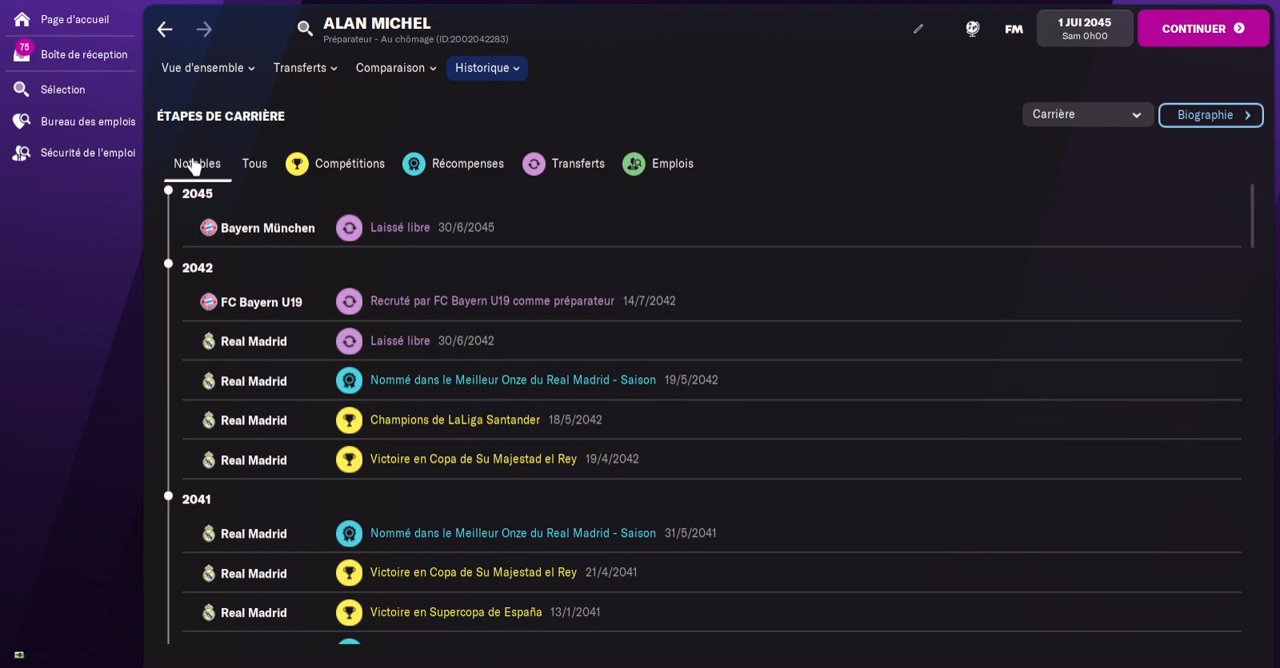 Page d'accueil
75
Boîte de réception
Sélection
Bureau des emplois
Sécurité de l'emploi
ALAN MICHEL
Préparateur - Au chômage (ID:2002042283)
FM
1 JUI 2045
Sam 0h00
CONTINUER
Vue d'ensemble
Transferts
Comparaison
Historique
ÉTAPES DE CARRIÈRE
Carrière
Biographie
Notables
Tous
Compétitions
Récompenses
Transferts
Emplois
2045
Bayern München Laissé libre 30/6/2045
2042
FC Bayern U19 Recruté par FC Bayern U19 comme préparateur 14/7/2042
Real Madrid Laissé libre 30/6/2042
Real Madrid Nommé dans le Meilleur Onze du Real Madrid - Saison 19/5/2042
Real Madrid Champions de LaLiga Santander 18/5/2042
Real Madrid Victoire en Copa de Su Majestad el Rey 19/4/2042
2041
Real Madrid Nommé dans le Meilleur Onze du Real Madrid - Saison 31/5/2041
Real Madrid Victoire en Copa de Su Majestad el Rey 21/4/2041
Real Madrid Victoire en Supercopa de España 13/1/2041